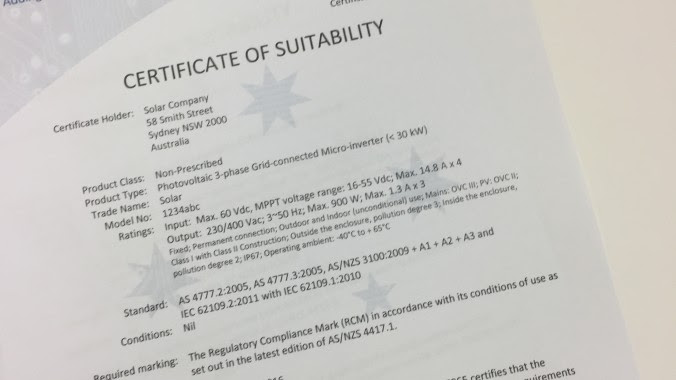 CERTIFICATE OF SUITABILITY
Certificate Holder: Solar Company
58 Smith Street
Sydney NSW 2000
Australia
Product Class: Non-Prescribed
Product Type: Photovoltaic 3-phase Grid-connected Micro-inverter (< 30 kW)
Trade Name: Solar
Model No: 1234abc
Ratings: Input: Max. 60 Vdc, MPPT voltage range: 16-55 Vdc; Max. 14.8 A x 4
Output: 230/400 Vac; 3~50 Hz; Max. 900 W; Max. 1.3 A x 3
Fixed; Permanent connection; Outdoor and Indoor (unconditional) use; Mains: OVC III; PV: OVC II;
Class I with Class II Construction; Outside the enclosure, pollution degree 3; Inside the enclosure,
pollution degree 2; IP67; Operating ambient: -40°C to + 65°C
Standard: AS 4777.2:2005, AS 4777.3:2005, AS/NZS 3100:2009 + A1 + A2 + A3 and
IEC 62109.2:2011 with IEC 62109.1:2010
Conditions: Nil
Required marking: The Regulatory Compliance Mark (RCM) in accordance with its conditions of use as
set out in the latest edition of AS/NZS 4417.1.
certifies that the